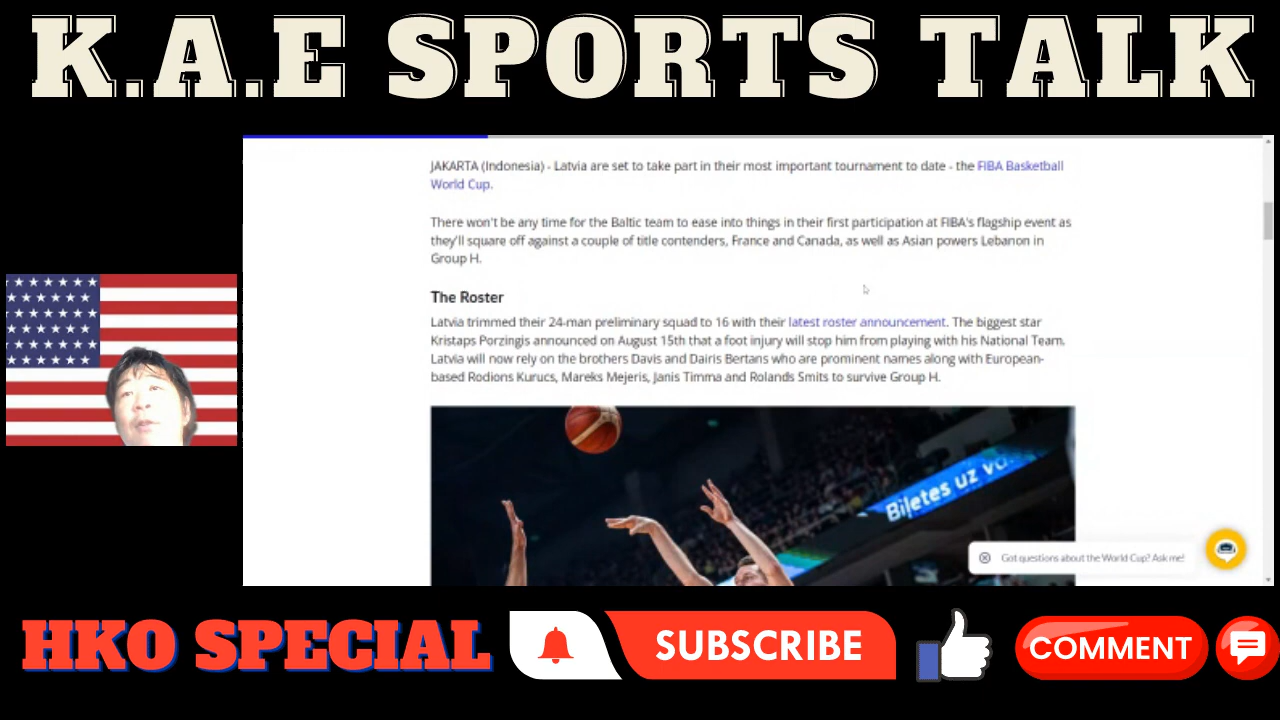 K.A.E SPORTS TALK
JAKARTA (Indonesia) - Latvia are set to take part in their most important tournament to date - the FIBA Basketball
World Cup.
There won't be any time for the Baltic team to ease into things in their first participation at FIBA's flagship event as
they'll square off against a couple of title contenders, France and Canada, as well as Asian powers Lebanon in
Group H.
The Roster
Latvia trimmed their 24-man preliminary squad to 16 with their latest roster announcement. The biggest star
Kristaps Porzingis announced on August 15th that a foot injury will stop him from playing with his National Team.
Latvia will now rely on the brothers Davis and Dairis Bertans who are prominent names along with European-
based Rodions Kurucs, Mareks Mejeris, Janis Timma and Rolands Smits to survive Group H.
Biļetes uz
Got questions about the World Cup? Ask me!
HKO SPECIAL
SUBSCRIBE
COMMENT